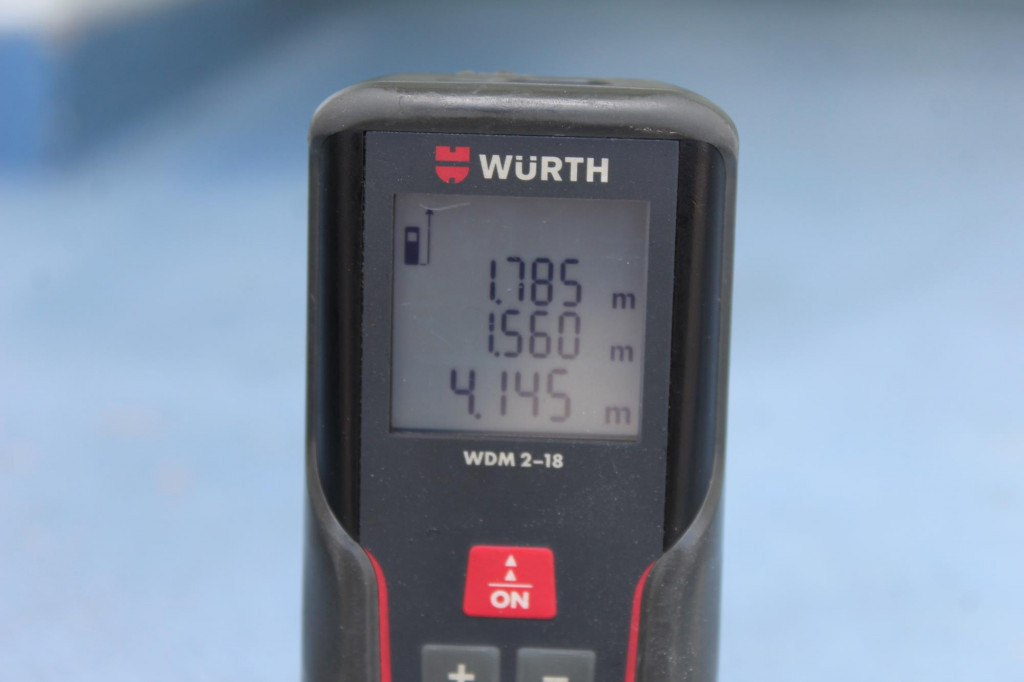 WÜRTH
1.785 m
1.560 m
4.145 m
WDM 2-18
ON
+ -